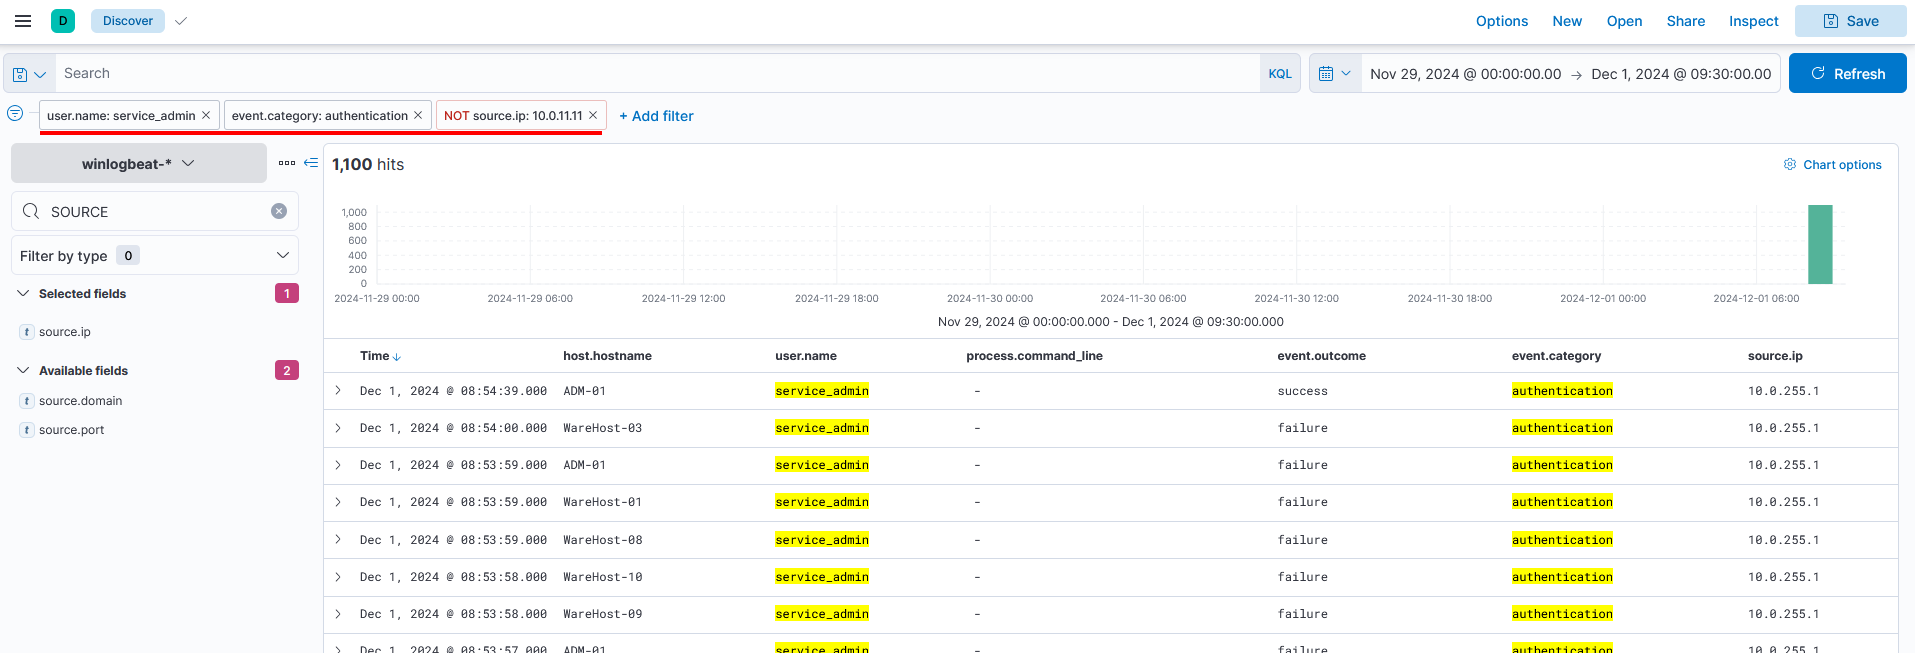 D Discover Options New Open Share Inspect Save
Search KQL Nov 29, 2024 @ 00:00:00.00 → Dec 1, 2024 @ 09:30:00.00 Refresh
user.name: service_admin × event.category: authentication × NOT source.ip: 10.0.11.11 × + Add filter
winlogbeat-*
1,100 hits
Chart options
SOURCE
Filter by type 0
Selected fields 1
source.ip
Available fields 2
source.domain
source.port
1,000
800
600
400
200
0
2024-11-29 00:00 2024-11-29 06:00 2024-11-29 12:00 2024-11-29 18:00 2024-11-30 00:00 2024-11-30 06:00 2024-11-30 12:00 2024-11-30 18:00 2024-12-01 00:00 2024-12-01 06:00
Nov 29, 2024 @ 00:00:00.000 - Dec 1, 2024 @ 09:30:00.000
Time host.hostname user.name process.command_line event.outcome event.category source.ip
Dec 1, 2024 @ 08:54:39.000 ADM-01 service_admin - success authentication 10.0.255.1
Dec 1, 2024 @ 08:54:00.000 WareHost-03 service_admin - failure authentication 10.0.255.1
Dec 1, 2024 @ 08:53:59.000 ADM-01 service_admin - failure authentication 10.0.255.1
Dec 1, 2024 @ 08:53:59.000 WareHost-01 service_admin - failure authentication 10.0.255.1
Dec 1, 2024 @ 08:53:59.000 WareHost-08 service_admin - failure authentication 10.0.255.1
Dec 1, 2024 @ 08:53:58.000 WareHost-10 service_admin - failure authentication 10.0.255.1
Dec 1, 2024 @ 08:53:58.000 WareHost-09 service_admin - failure authentication 10.0.255.1
Dec 1, 2024 @ 08:53:57.000 ADM-01 service_admin - failure authentication 10.0.255.1